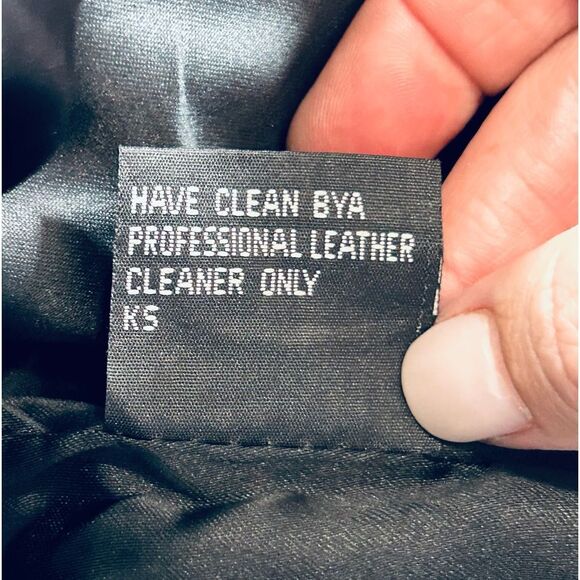 HAVE CLEAN BYA
PROFESSIONAL LEATHER
CLEANER ONLY
KS